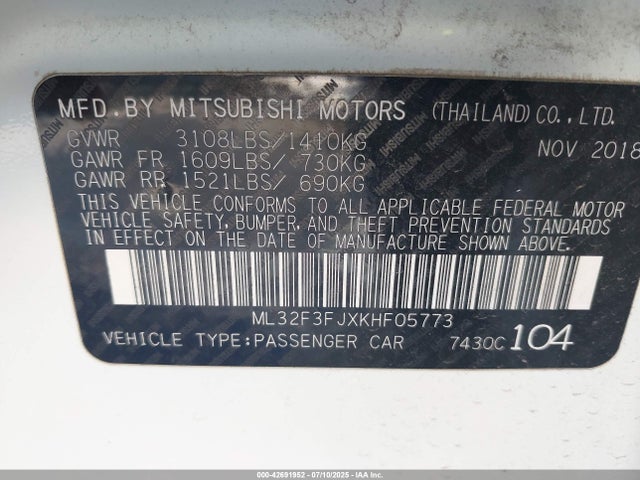 MFD.BY MITSUBISHI MOTORS (THAILAND)CO.,LTD.
GVWR 3108LBS/1410KG NOV 2018
GAWR FR 1609LBS/ 730KG
GAWR RR 1521LBS/ 690KG
THIS VEHICLE CONFORMS TO ALL APPLICABLE FEDERAL MOTOR
VEHICLE SAFETY, BUMPER, AND THEFT PREVENTION STANDARDS
IN EFFECT ON THE DATE OF MANUFACTURE SHOWN ABOVE.
ML32F3FJXKHF05773
VEHICLE TYPE:PASSENGER CAR 7430C 104
000-42691952 - 07/10/2025 - IAAI.COM